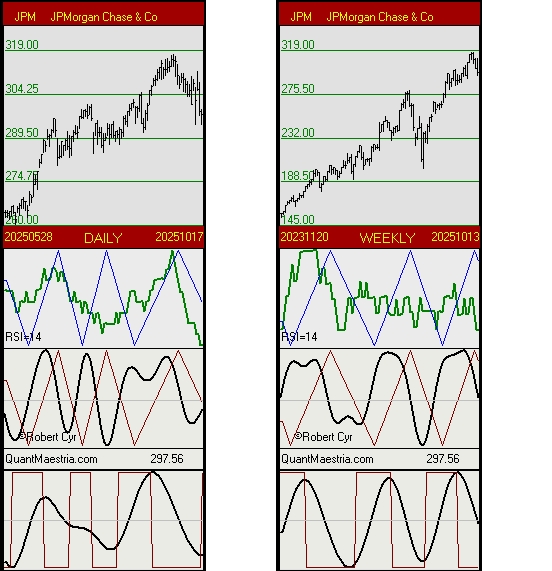 JPM JPMorgan Chase & Co
319.00
304.25
289.50
274.75
260.00
20250528 DAILY 20251017
RSI=14
©Robert Cyr
QuantMaestria.com 297.56
JPM JPMorgan Chase & Co
319.00
275.50
232.00
188.50
145.00
20231120 WEEKLY 20251013
RSI=14
©Robert Cyr
QuantMaestria.com 297.56